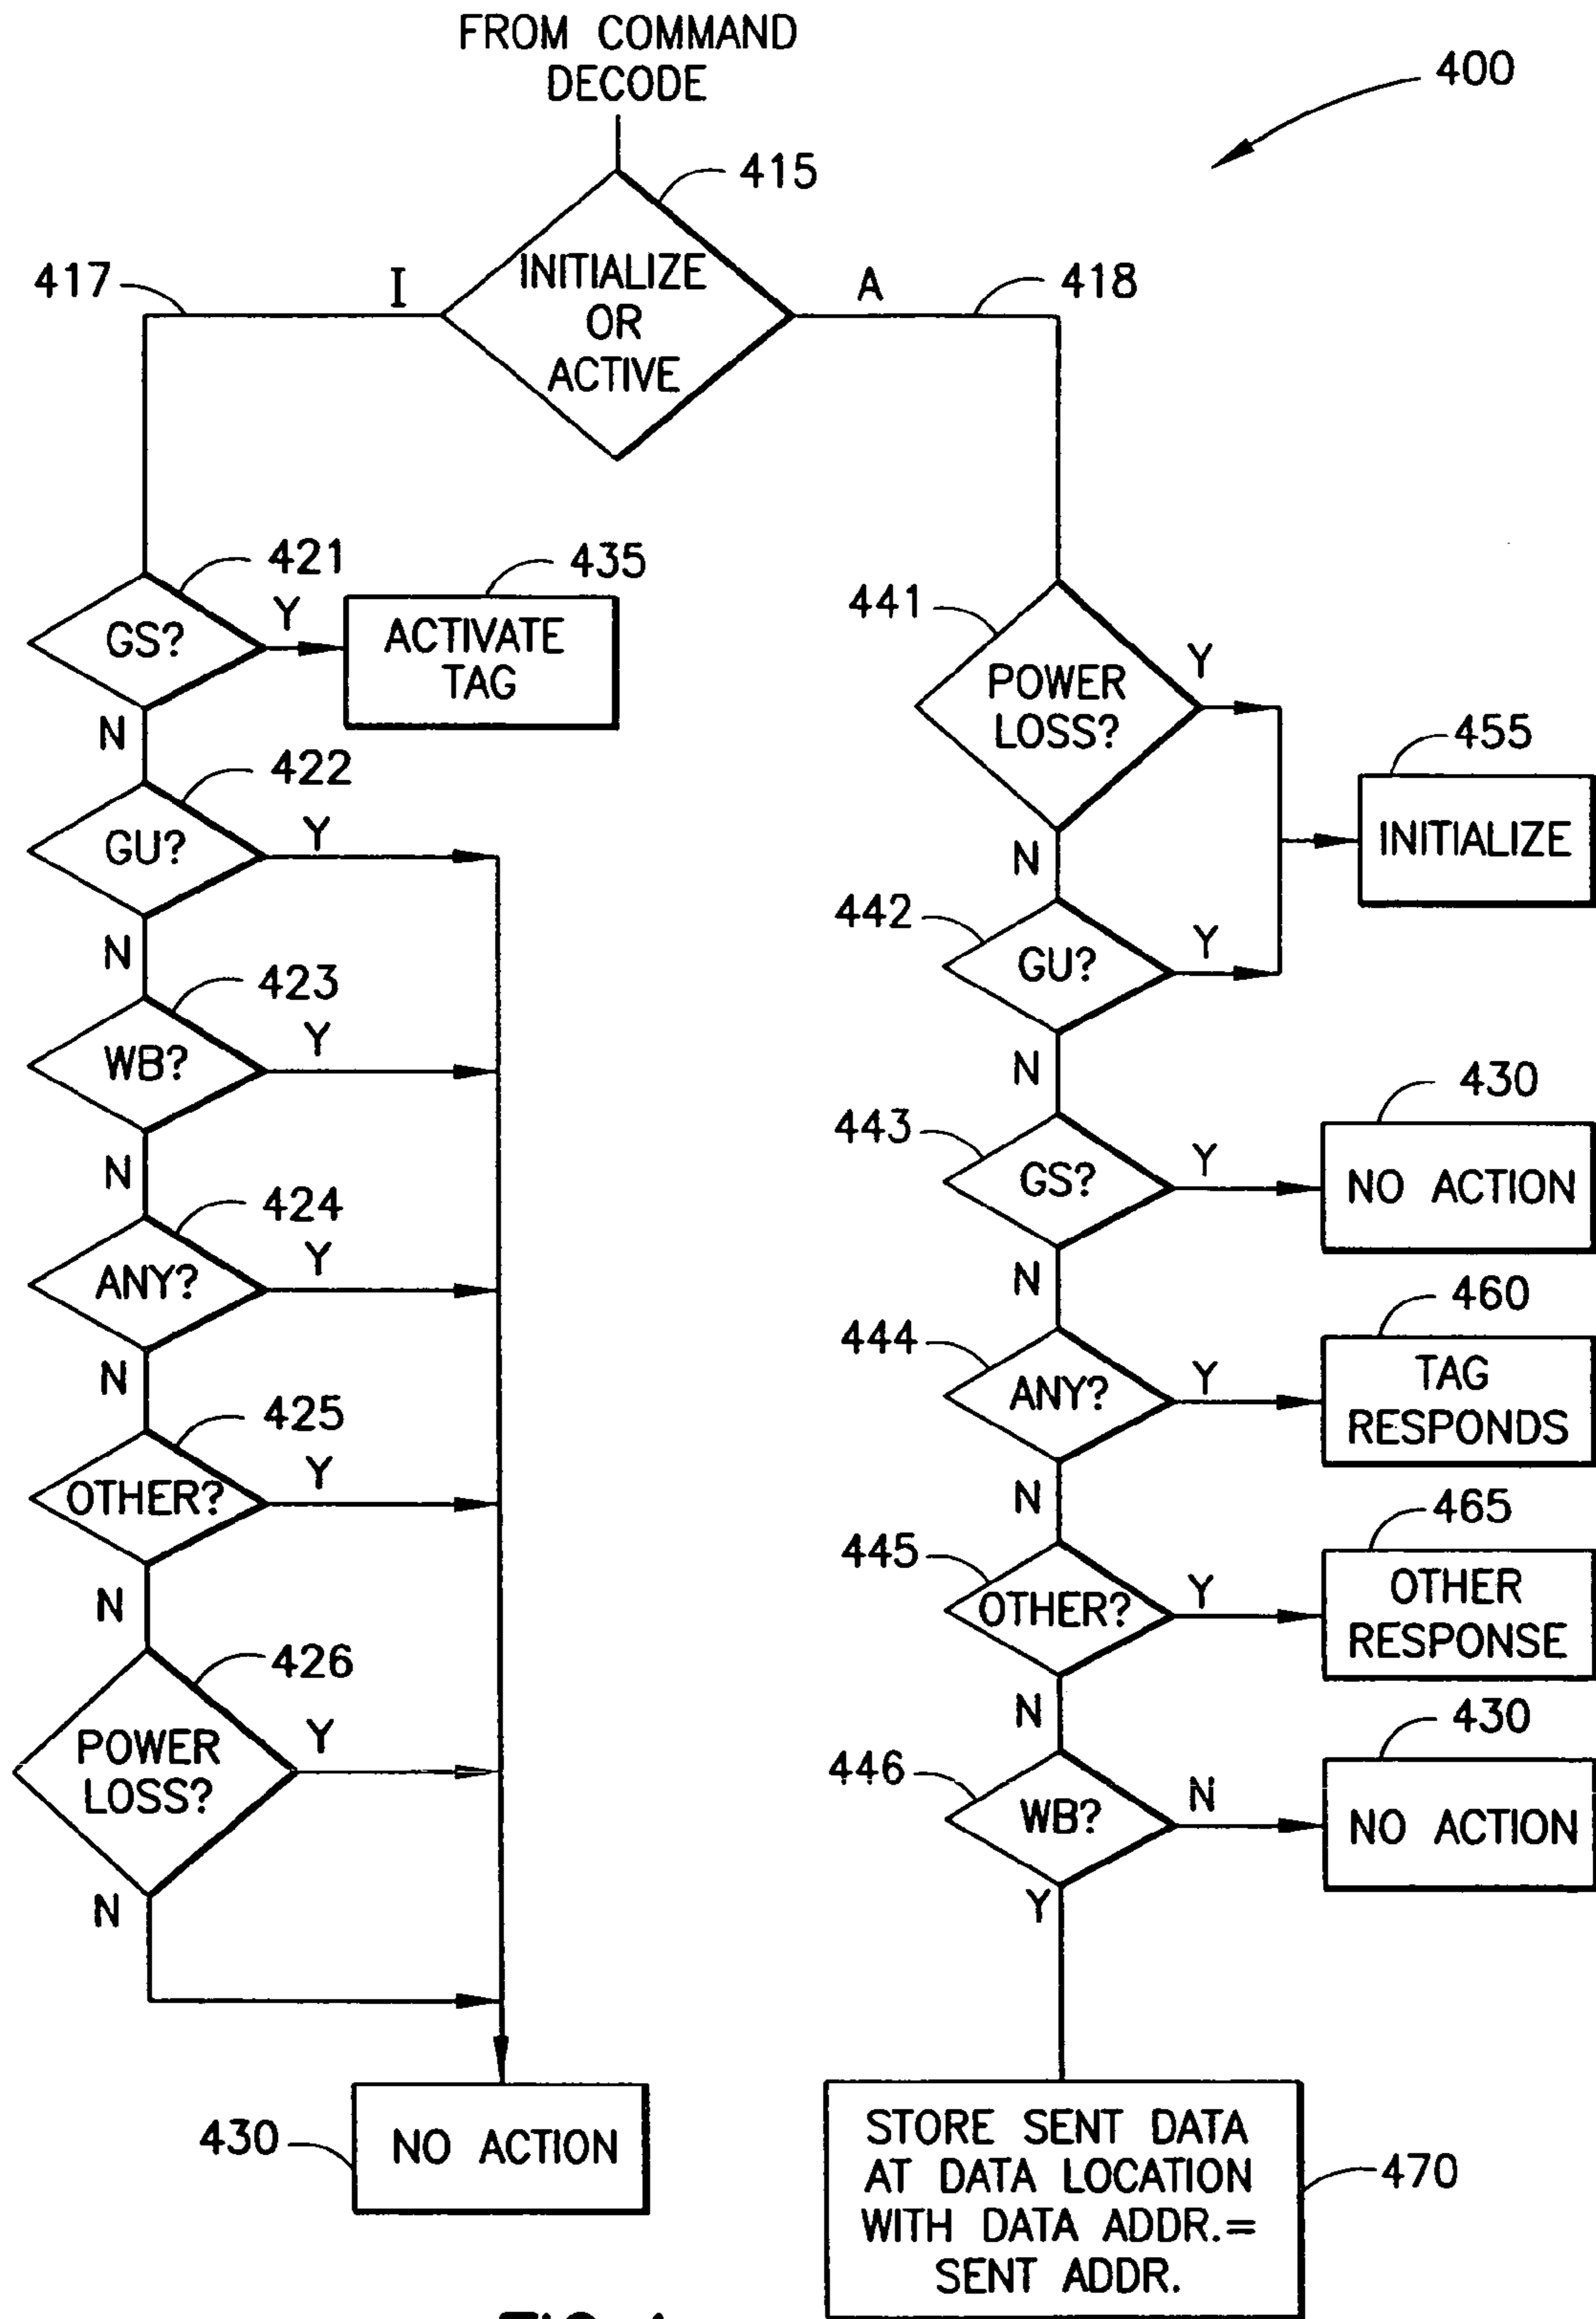 FROM COMMAND
DECODE
400
415
INITIALIZE
OR
ACTIVE
417
I
A
418
421
GS?
Y
435
ACTIVATE
TAG
N
422
GU?
Y
N
423
WB?
Y
N
424
ANY?
Y
N
425
OTHER?
Y
N
426
POWER
LOSS?
Y
N
430
NO ACTION
441
POWER
LOSS?
Y
455
INITIALIZE
N
442
GU?
Y
N
443
GS?
Y
430
NO ACTION
N
444
ANY?
Y
460
TAG
RESPONDS
N
445
OTHER?
Y
465
OTHER
RESPONSE
N
446
WB?
N
430
NO ACTION
Y
STORE SENT DATA
AT DATA LOCATION
WITH DATA ADDR.=
SENT ADDR.
470